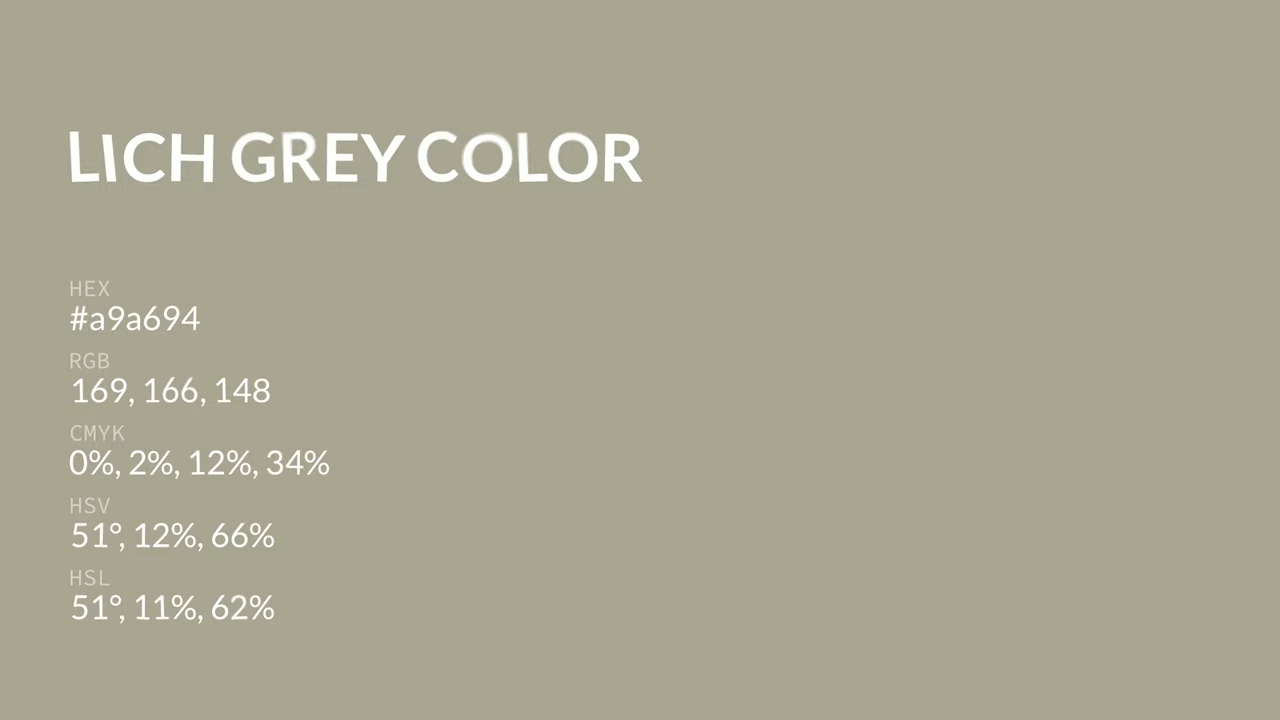 LICH GREY COLOR
HEX
#a9a694
RGB
169, 166, 148
CMYK
0%, 2%, 12%, 34%
HSV
51°, 12%, 66%
HSL
51°, 11%, 62%